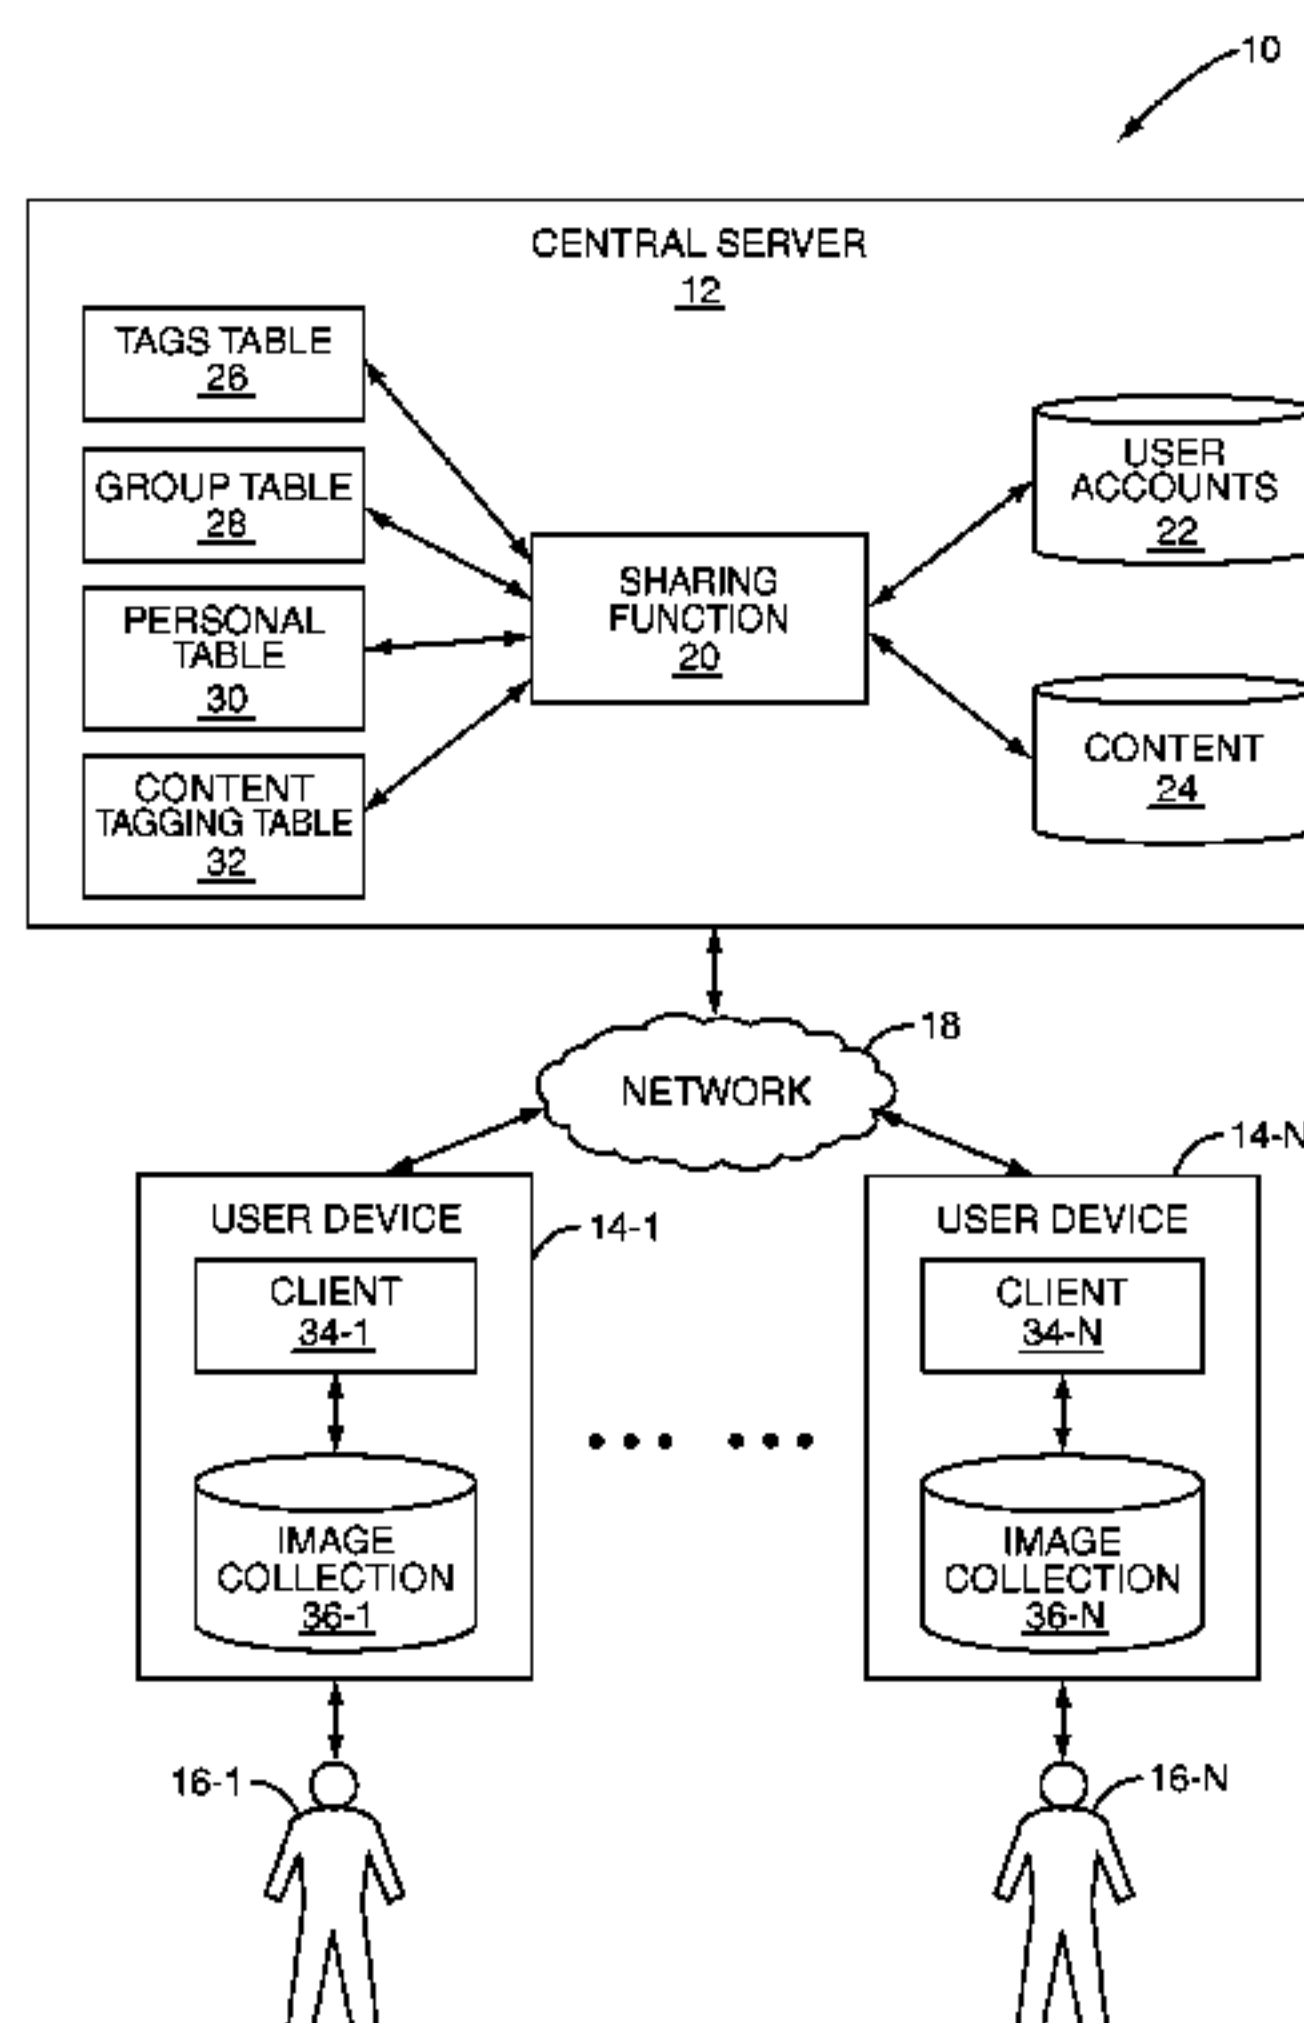 10
CENTRAL SERVER
12
TAGS TABLE
26
GROUP TABLE
28
PERSONAL
TABLE
30
CONTENT
TAGGING TABLE
32
SHARING
FUNCTION
20
USER
ACCOUNTS
22
CONTENT
24
NETWORK
18
USER DEVICE
14-1
CLIENT
34-1
IMAGE
COLLECTION
36-1
16-1
14-N
USER DEVICE
CLIENT
34-N
IMAGE
COLLECTION
36-N
16-N